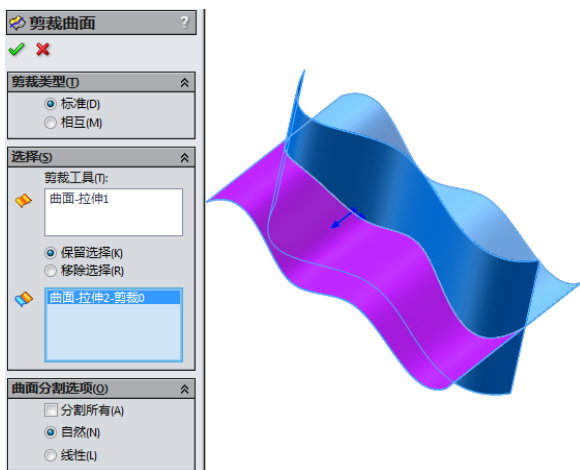 剪裁曲面 ?
剪裁类型(T)
标准(D)
相互(M)
选择(S)
剪裁工具(T):
曲面-拉伸1
保留选择(K)
移除选择(R)
曲面-拉伸2-剪裁0
曲面分割选项(O)
分割所有(A)
自然(N)
线性(L)